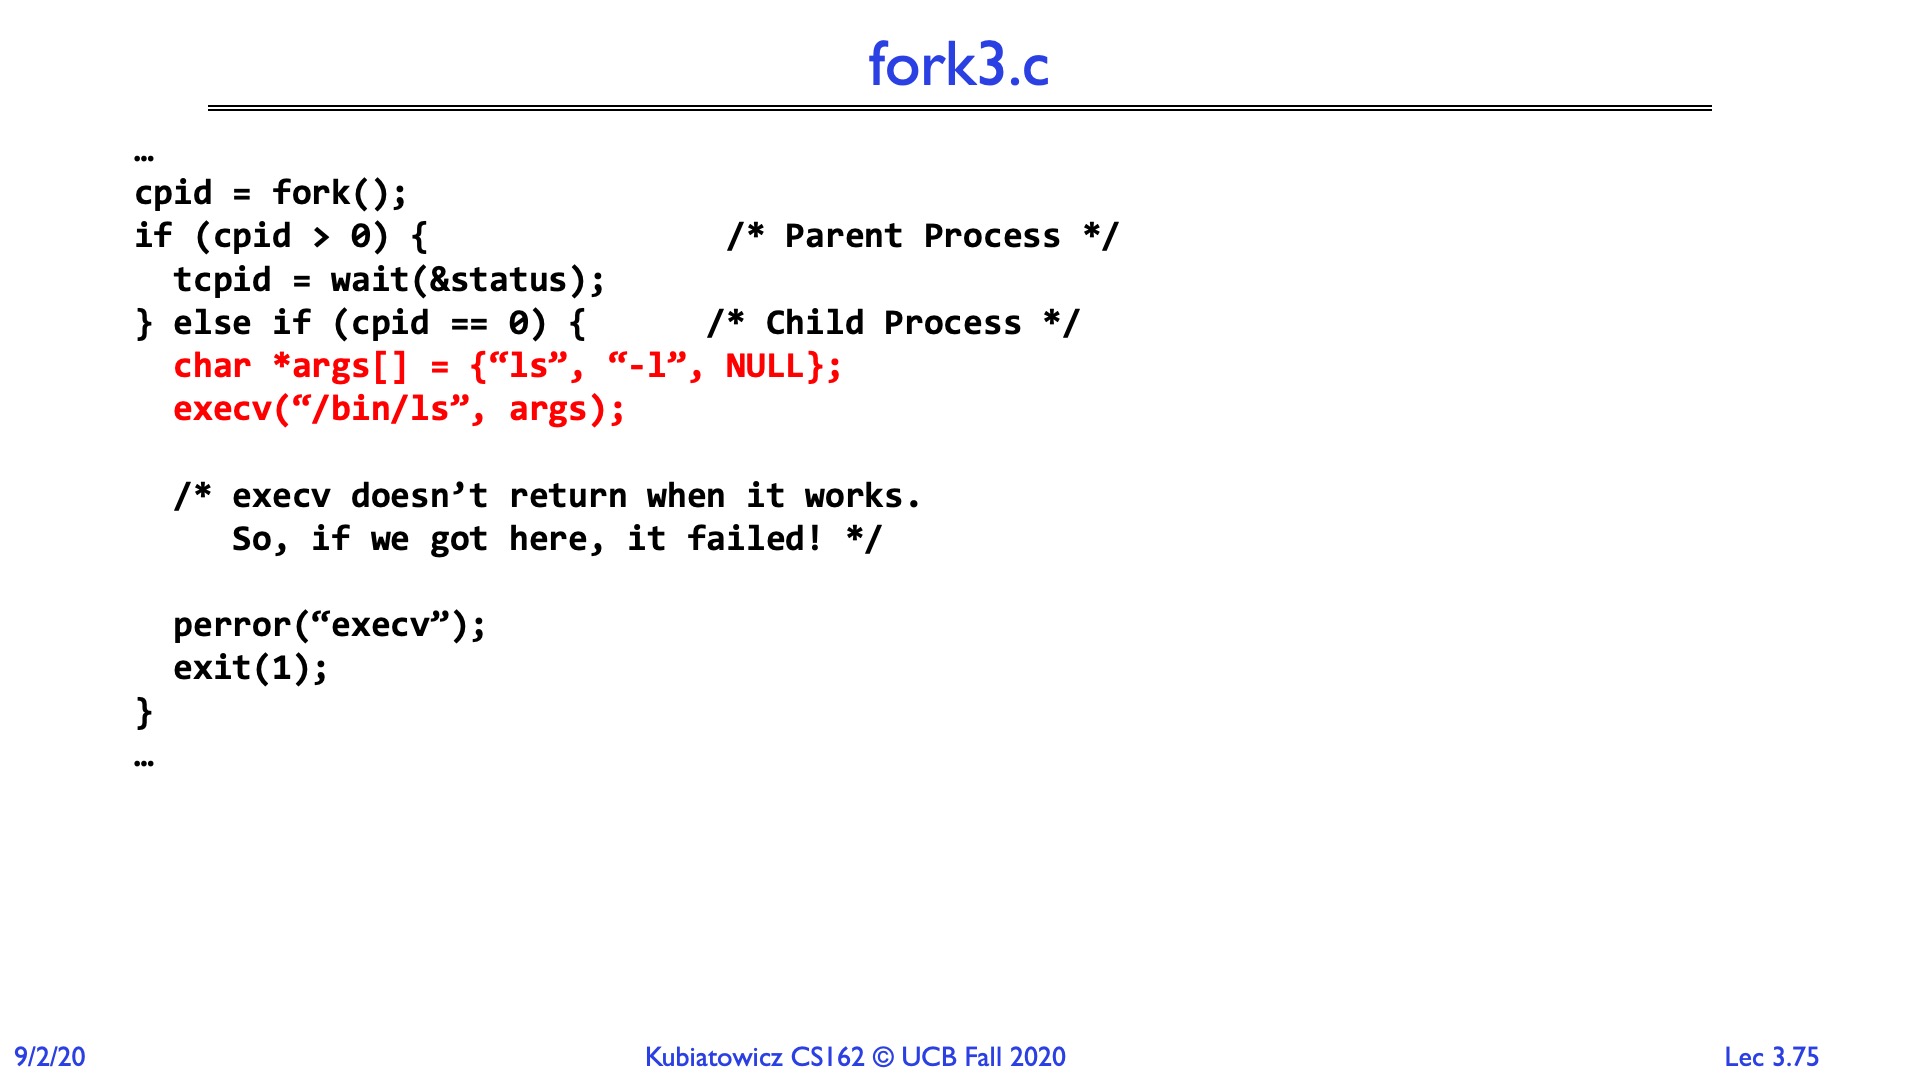 fork3.c
…
cpid = fork();
if (cpid > 0) {               /* Parent Process */
  tcpid = wait(&status);
} else if (cpid == 0) {      /* Child Process */
  char *args[] = {“ls”, “-l”, NULL};
  execv(“/bin/ls”, args);
  /* execv doesn’t return when it works.
     So, if we got here, it failed! */
  perror(“execv”);
  exit(1);
}
…
9/2/20
Kubiatowicz CS162 © UCB Fall 2020
Lec 3.75